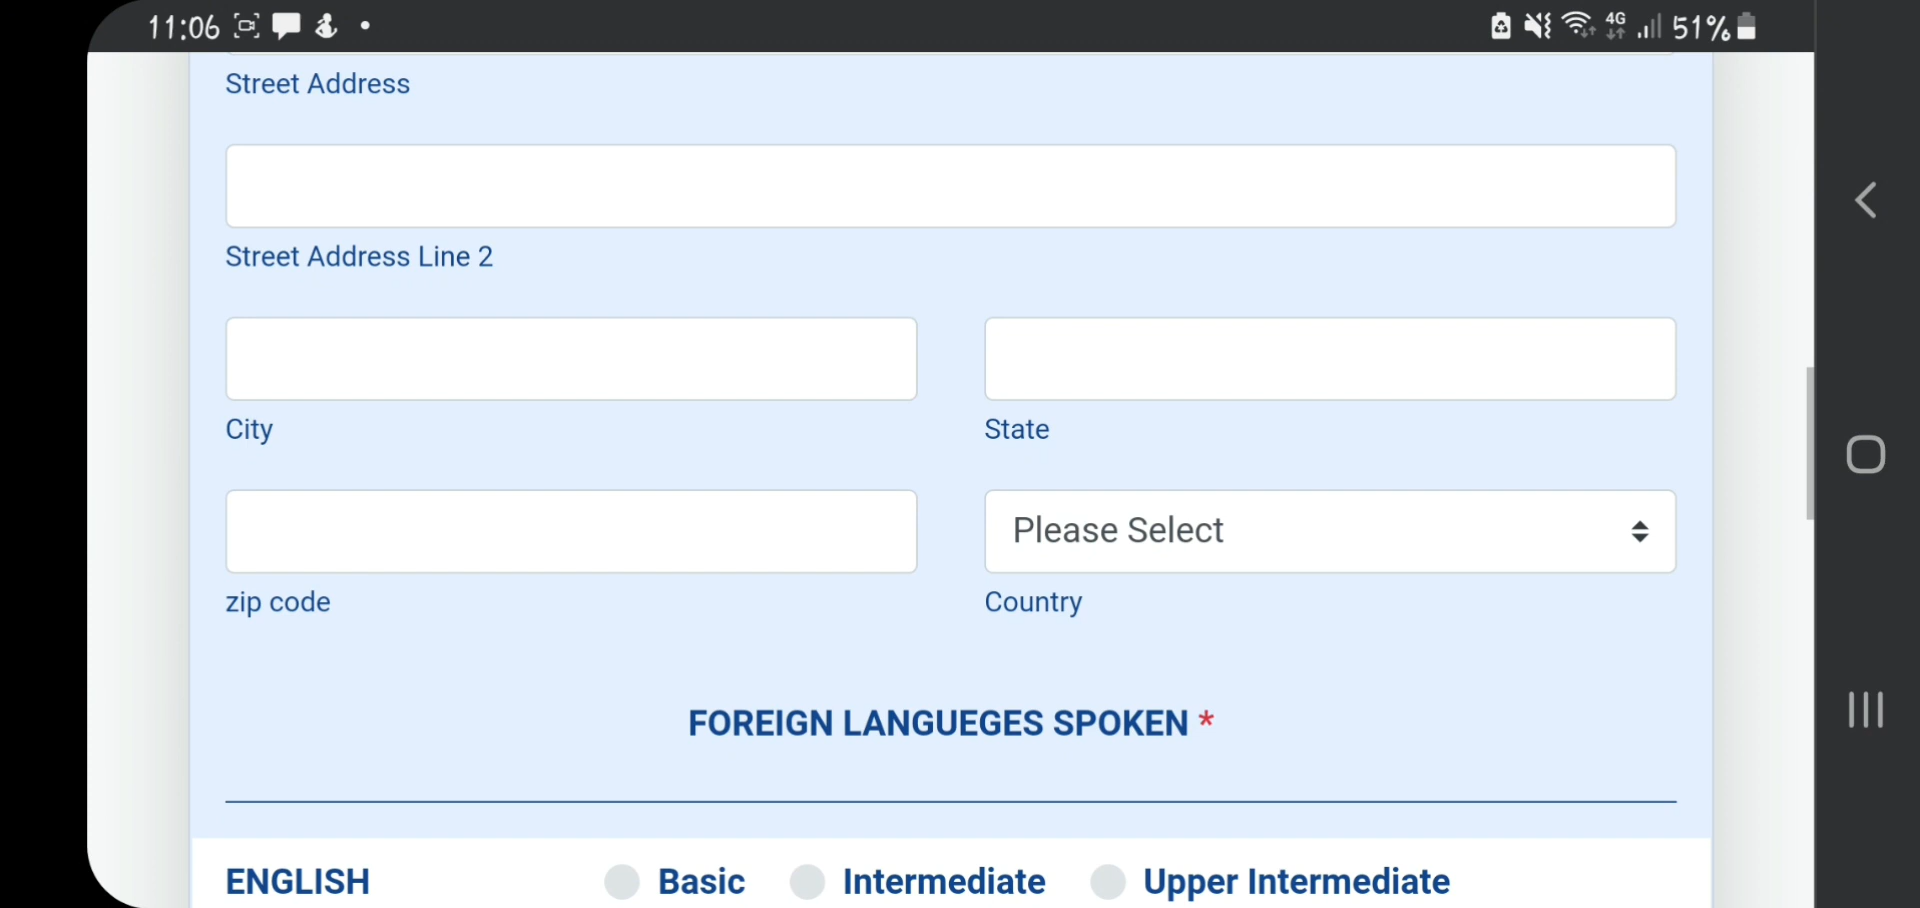 11:06 4G 51%
Street Address
Street Address Line 2
City State
Please Select
zip code Country
FOREIGN LANGUEGES SPOKEN *
ENGLISH Basic Intermediate Upper Intermediate